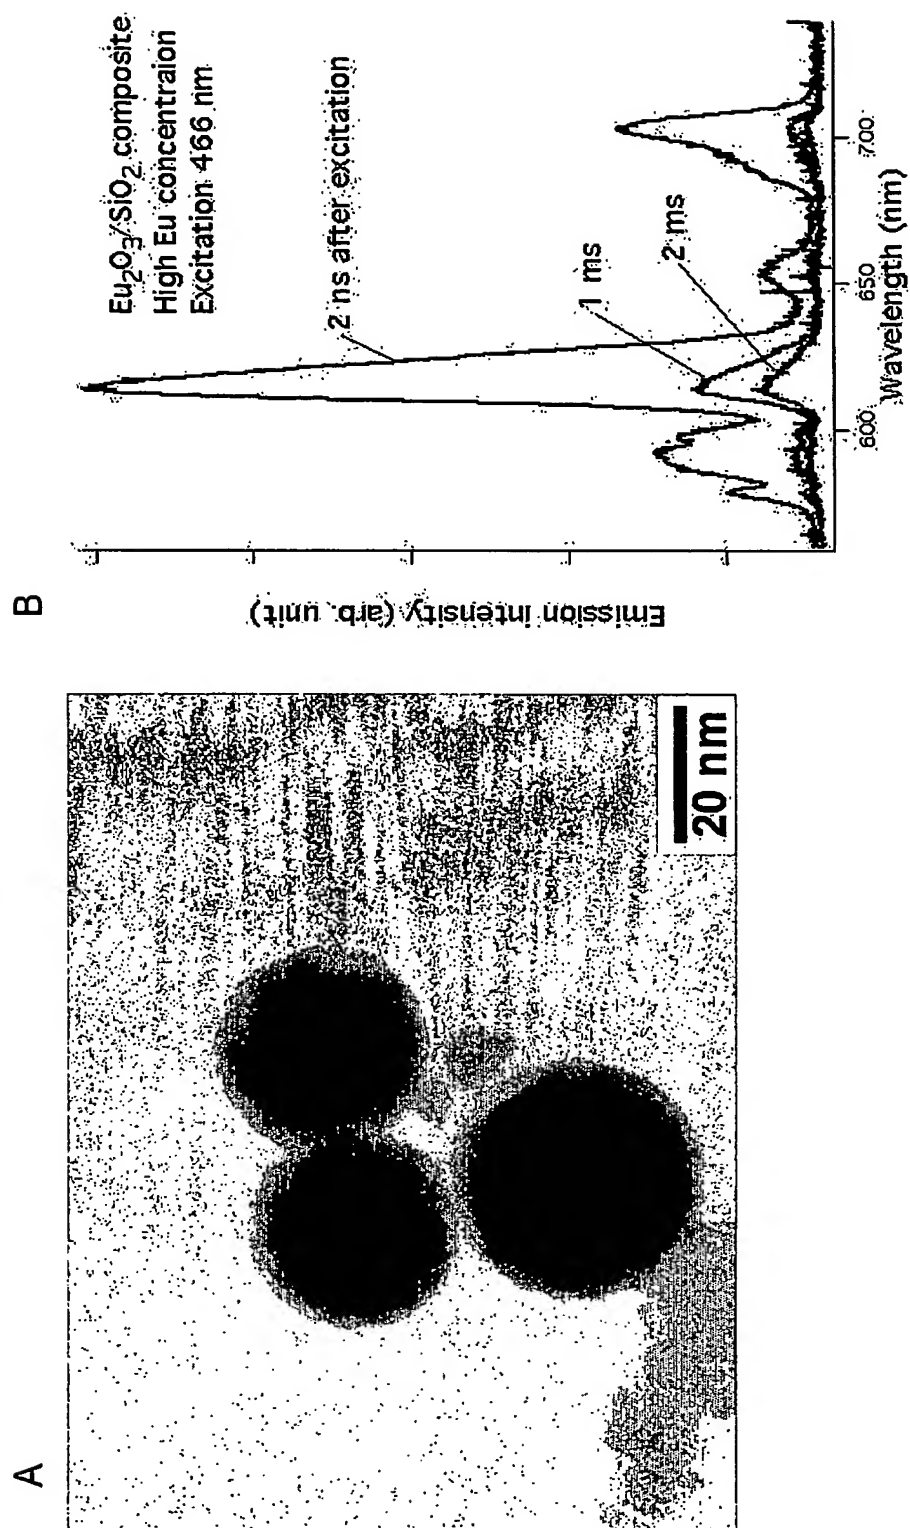 A
20 nm
B
Eu2O3/SiO2 composite
High Eu concentraion
Excitation 466 nm
2 ns after excitation
1 ms
2 ms
Emission intensity (arb. unit)
600
650
700
Wavelength (nm)